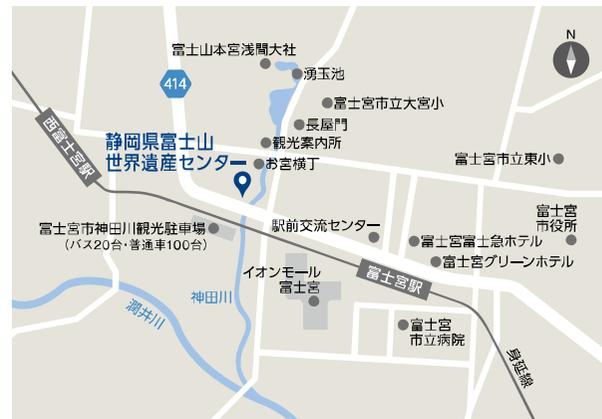 N
富士山本宮浅間大社
湧玉池
414
富士宮市立大宮小
長屋門
静岡県富士山
世界遺産センター
観光案内所
お宮横丁
西富士宮駅
富士宮市立東小
富士宮市神田川観光駐車場
(バス20台・普通車100台)
駅前交流センター
富士宮
市役所
富士宮富士急ホテル
富士宮グリーンホテル
イオンモール
富士宮
富士宮駅
神田川
潤井川
富士宮
市立病院
身延線